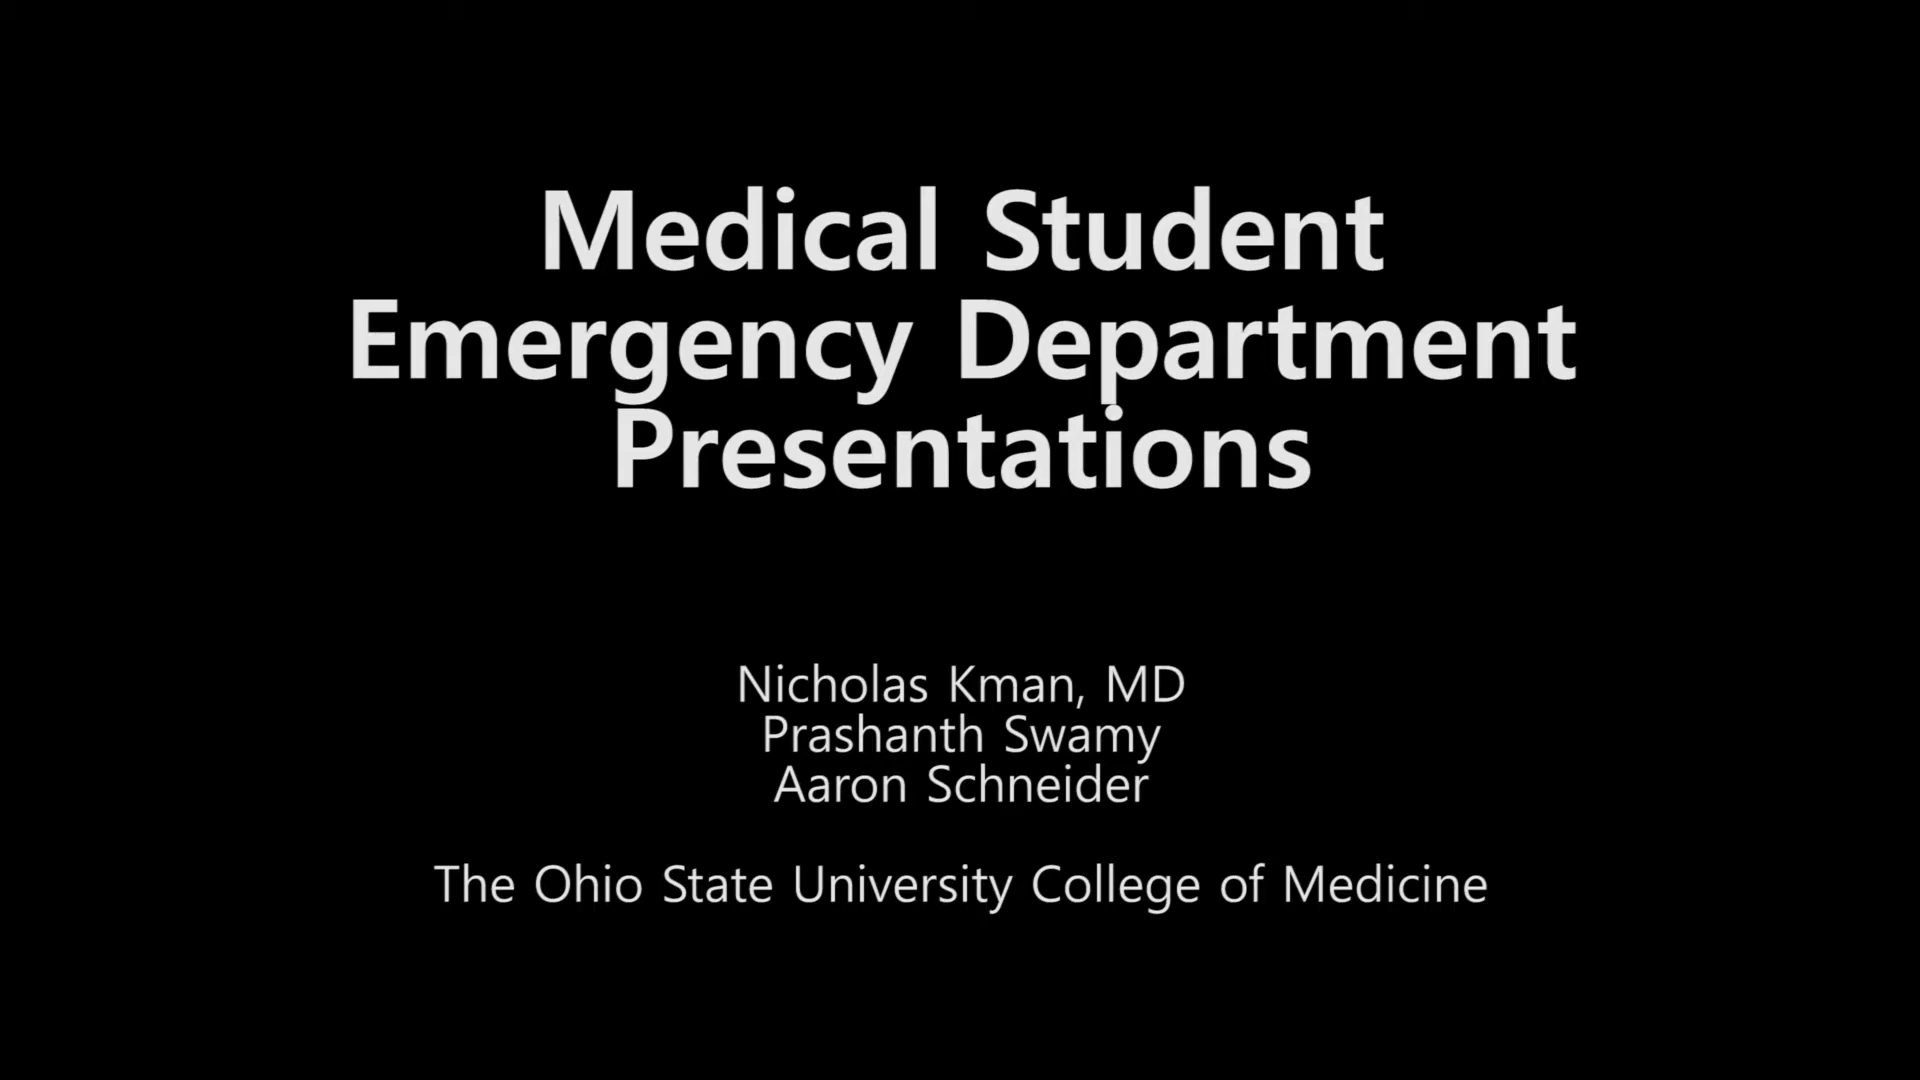 Medical Student
Emergency Department
Presentations
Nicholas Kman, MD
Prashanth Swamy
Aaron Schneider
The Ohio State University College of Medicine